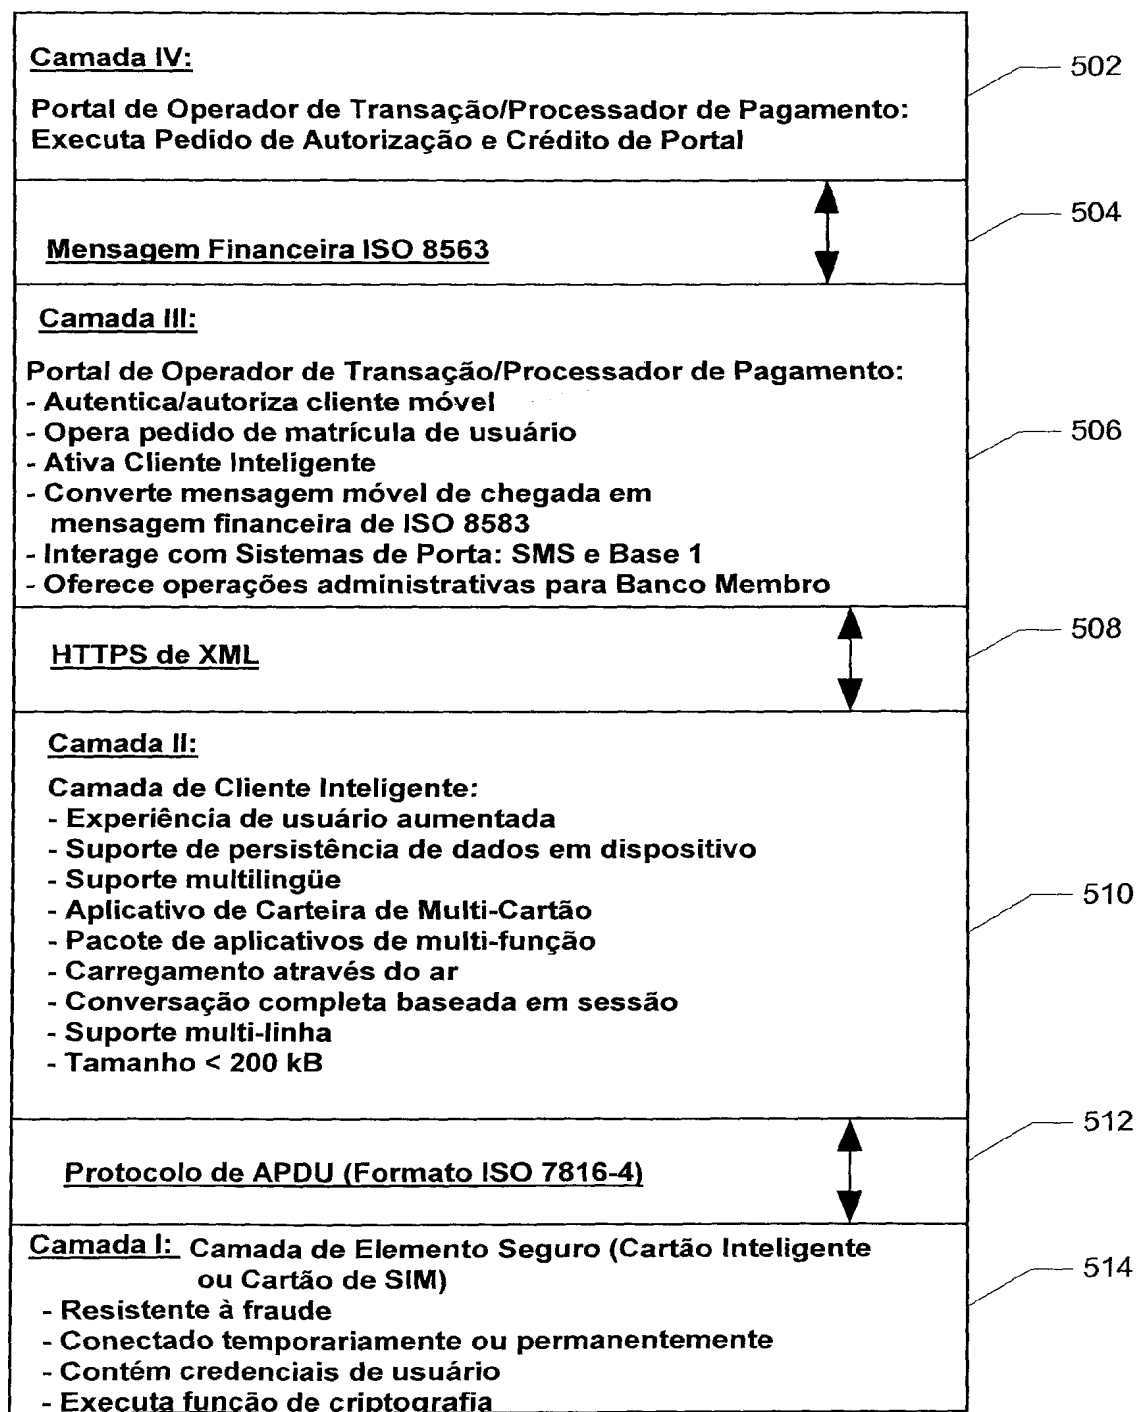 Camada IV:
502
Portal de Operador de Transação/Processador de Pagamento:
Executa Pedido de Autorização e Crédito de Portal
504
Mensagem Financeira ISO 8563
Camada III:
Portal de Operador de Transação/Processador de Pagamento:
- Autentica/autoriza cliente móvel
- Opera pedido de matrícula de usuário
506
- Ativa Cliente Inteligente
- Converte mensagem móvel de chegada em
mensagem financeira de ISO 8583
- Interage com Sistemas de Porta: SMS e Base 1
- Oferece operações administrativas para Banco Membro
508
HTTPS de XML
Camada II:
Camada de Cliente Inteligente:
- Experiência de usuário aumentada
- Suporte de persistência de dados em dispositivo
- Suporte multilingüe
510
- Aplicativo de Carteira de Multi-Cartão
- Pacote de aplicativos de multi-função
- Carregamento através do ar
- Conversação completa baseada em sessão
- Suporte multi-linha
- Tamanho < 200 kB
512
Protocolo de APDU (Formato ISO 7816-4)
Camada I: Camada de Elemento Seguro (Cartão Inteligente
ou Cartão de SIM)
514
- Resistente à fraude
- Conectado temporariamente ou permanentemente
- Contém credenciais de usuário
- Executa função de criptografia